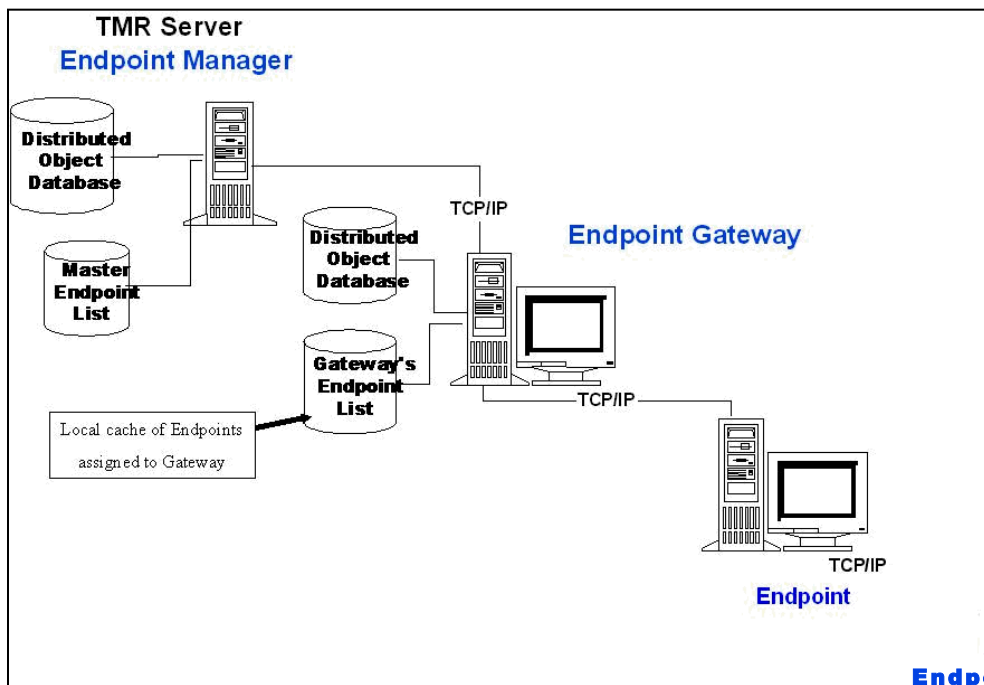 TMR Server
Endpoint Manager
Distributed
Object
Database
Master
Endpoint
List
TCP/IP
Distributed
Object
Database
Endpoint Gateway
Gateway's
Endpoint
List
Local cache of Endpoints
assigned to Gateway
TCP/IP
TCP/IP
Endpoint
Endp